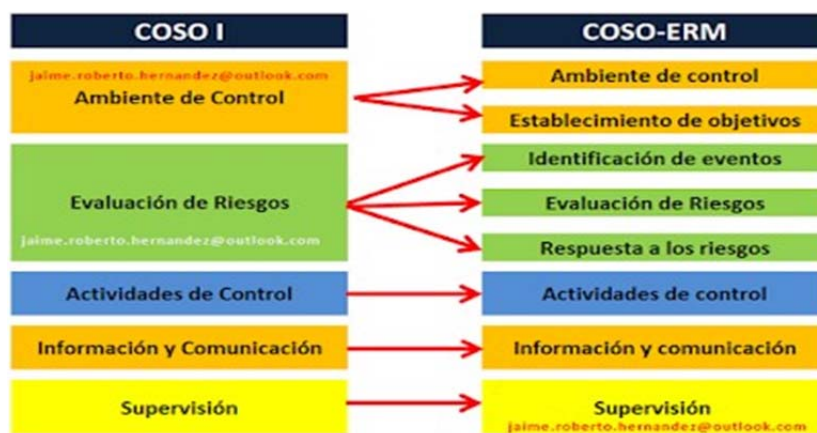 COSO I
jaime.roberto.hernandez@outlook.com
Ambiente de Control
Evaluación de Riesgos
jaime.roberto.hernandez@outlook.com
Actividades de Control
Información y Comunicación
Supervisión
COSO-ERM
Ambiente de control
Establecimiento de objetivos
Identificación de eventos
Evaluación de Riesgos
Respuesta a los riesgos
Actividades de control
Información y comunicación
Supervisión
jaime.roberto.hernandez@outlook.com